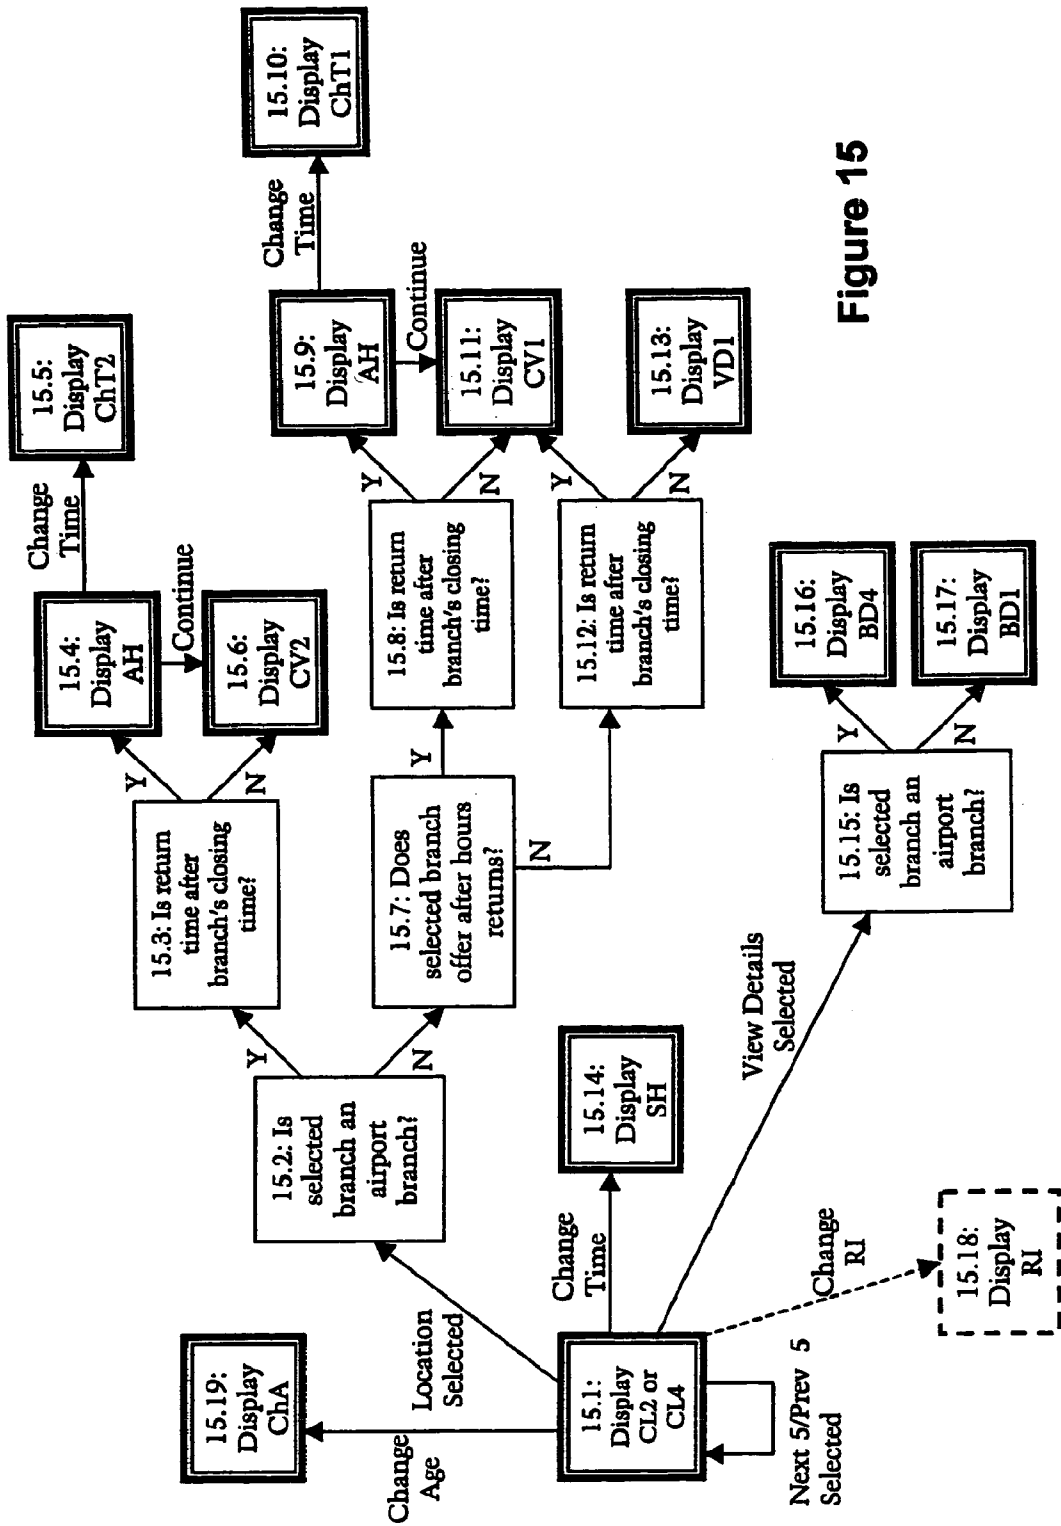 15.1:
Display
CL2 or
CL4
Next 5/Prev 5
Selected
Change
Age
15.19:
Display
ChA
Location
Selected
Change
Time
15.14:
Display
SH
Change
RI
15.18:
Display
RI
View Details
Selected
15.2: Is
selected
branch an
airport
branch?
Y
N
15.3: Is return
time after
branch's closing
time?
Y
N
15.4:
Display
AH
Change
Time
15.5:
Display
ChT2
Continue
15.6:
Display
CV2
15.7: Does
selected branch
offer after hours
returns?
Y
N
15.8: Is return
time after
branch's closing
time?
Y
N
15.9:
Display
AH
Change
Time
15.10:
Display
ChT1
Continue
15.11:
Display
CV1
15.12: Is return
time after
branch's closing
time?
Y
N
15.13:
Display
VD1
15.15: Is
selected
branch an
airport
branch?
Y
N
15.16:
Display
BD4
15.17:
Display
BD1
Figure 15